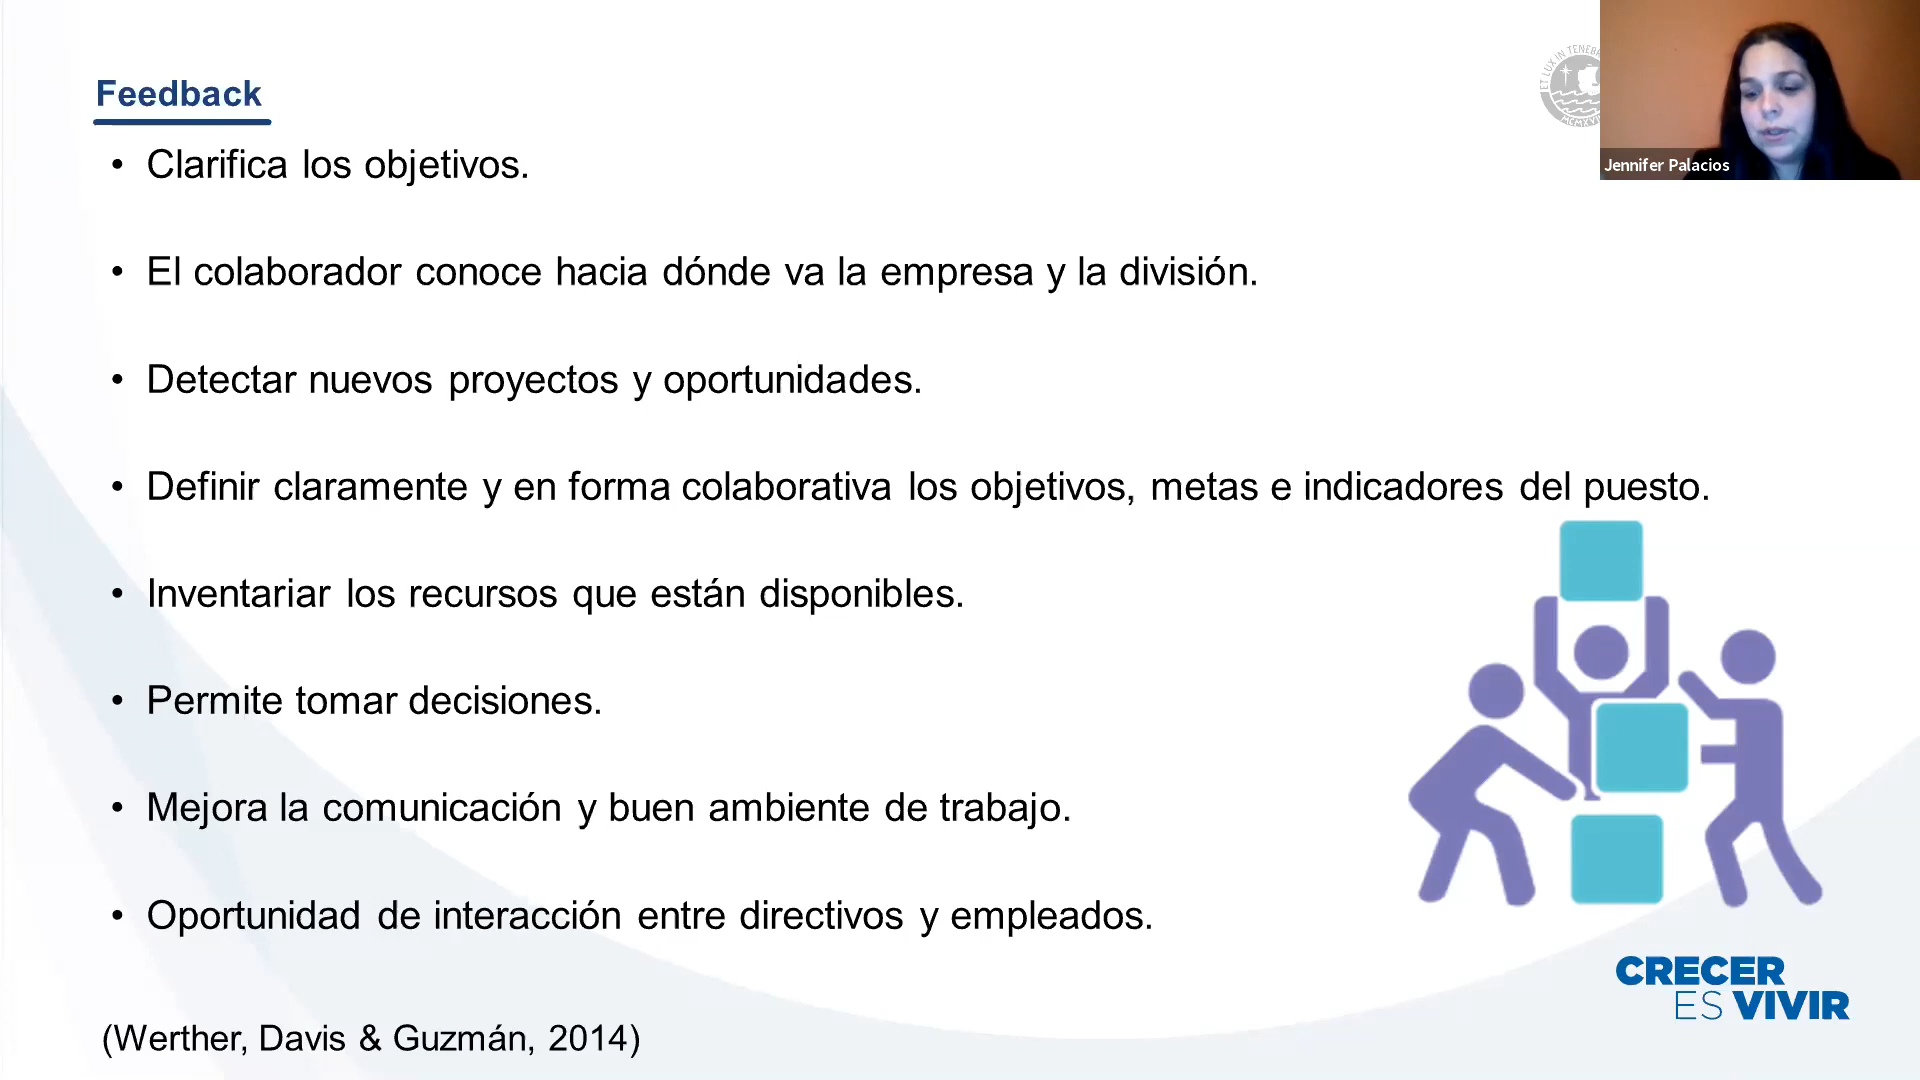 Feedback
• Clarifica los objetivos.
• El colaborador conoce hacia dónde va la empresa y la división.
• Detectar nuevos proyectos y oportunidades.
• Definir claramente y en forma colaborativa los objetivos, metas e indicadores del puesto.
• Inventariar los recursos que están disponibles.
• Permite tomar decisiones.
• Mejora la comunicación y buen ambiente de trabajo.
• Oportunidad de interacción entre directivos y empleados.
(Werther, Davis & Guzmán, 2014)
ET LUX IN
Jennifer Palacios
CRECER
ES VIVIR